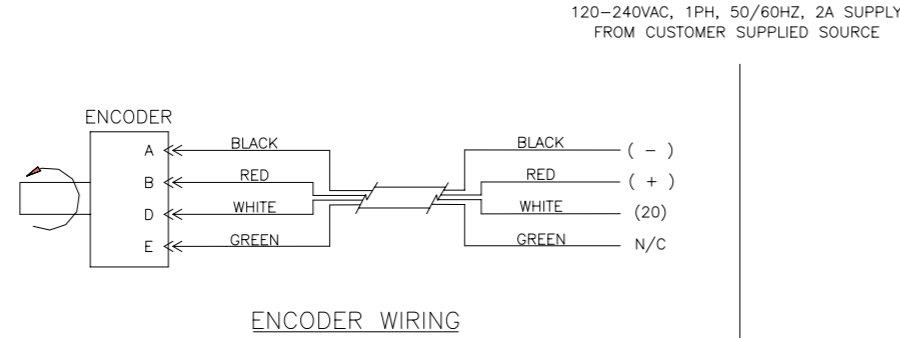 120-240VAC, 1PH, 50/60HZ, 2A SUPPLY
FROM CUSTOMER SUPPLIED SOURCE
ENCODER
A BLACK BLACK ( - )
B RED RED ( + )
D WHITE WHITE (20)
E GREEN GREEN N/C
ENCODER WIRING